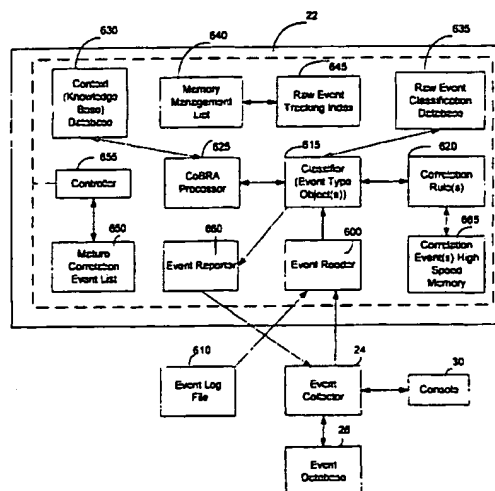 630
22
635
640
645
Context
(Knowledge
Base)
Database
Memory
Management
List
Raw Event
Tracking Index
Raw Event
Classification
Database
655
625
615
620
Controller
CoBRA
Processor
Classifier
(Event Type
Object(s))
Correlation
Rule(s)
650
660
600
665
Mature
Correlation
Event List
Event Reporter
Event Reader
Correlation
Event(s) High
Speed Memory
610
24
30
Event Log
File
Event
Collector
Console
26
Event
Database